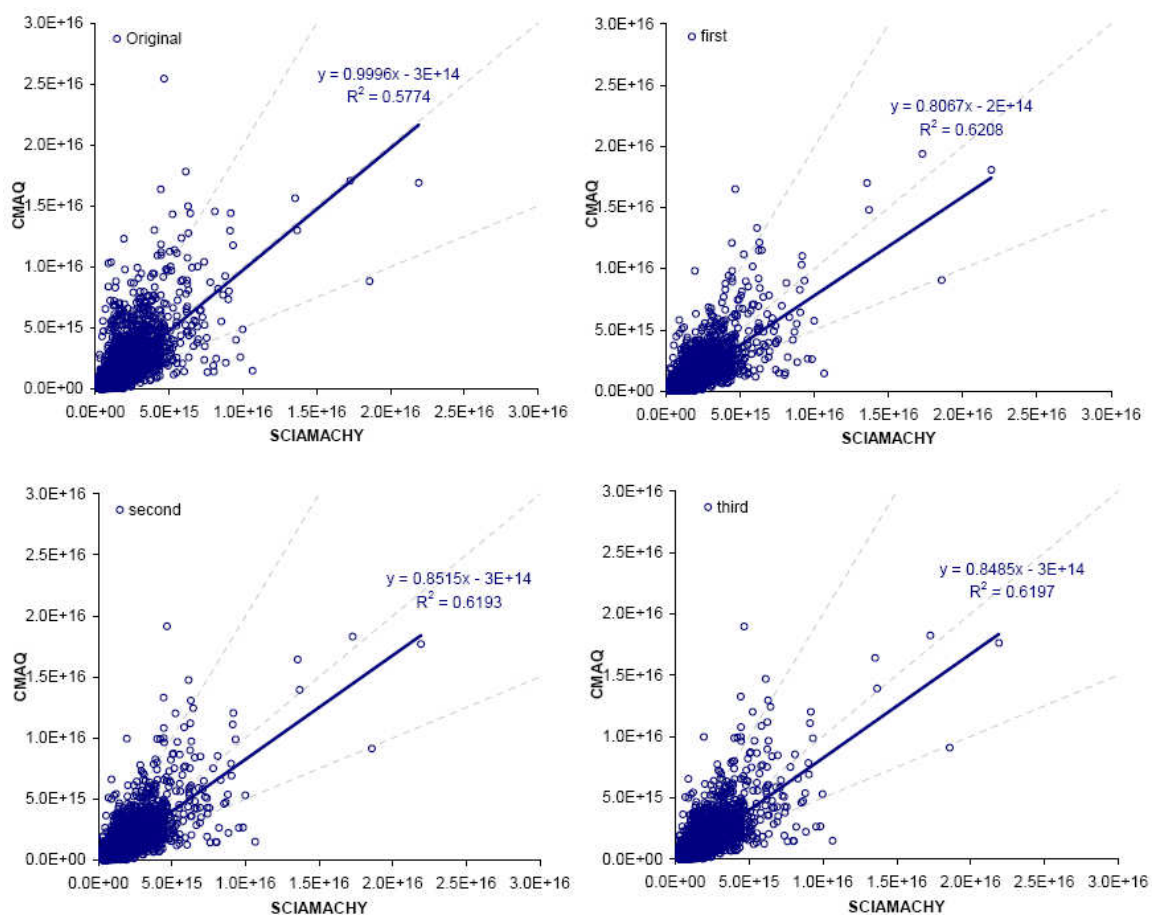 3.0E+16
Original
2.5E+16
y = 0.9996x - 3E+14
R² = 0.5774
2.0E+16
CMAQ
1.5E+16
1.0E+16
5.0E+15
0.0E+00
0.0E+00 5.0E+15 1.0E+16 1.5E+16 2.0E+16 2.5E+16 3.0E+16
SCIAMACHY
3.0E+16
first
2.5E+16
y = 0.8067x - 2E+14
R² = 0.6208
2.0E+16
CMAQ
1.5E+16
1.0E+16
5.0E+15
0.0E+00
0.0E+00 5.0E+15 1.0E+16 1.5E+16 2.0E+16 2.5E+16 3.0E+16
SCIAMACHY
3.0E+16
second
2.5E+16
y = 0.8515x - 3E+14
R² = 0.6193
2.0E+16
CMAQ
1.5E+16
1.0E+16
5.0E+15
0.0E+00
0.0E+00 5.0E+15 1.0E+16 1.5E+16 2.0E+16 2.5E+16 3.0E+16
SCIAMACHY
3.0E+16
third
2.5E+16
y = 0.8485x - 3E+14
R² = 0.6197
2.0E+16
CMAQ
1.5E+16
1.0E+16
5.0E+15
0.0E+00
0.0E+00 5.0E+15 1.0E+16 1.5E+16 2.0E+16 2.5E+16 3.0E+16
SCIAMACHY